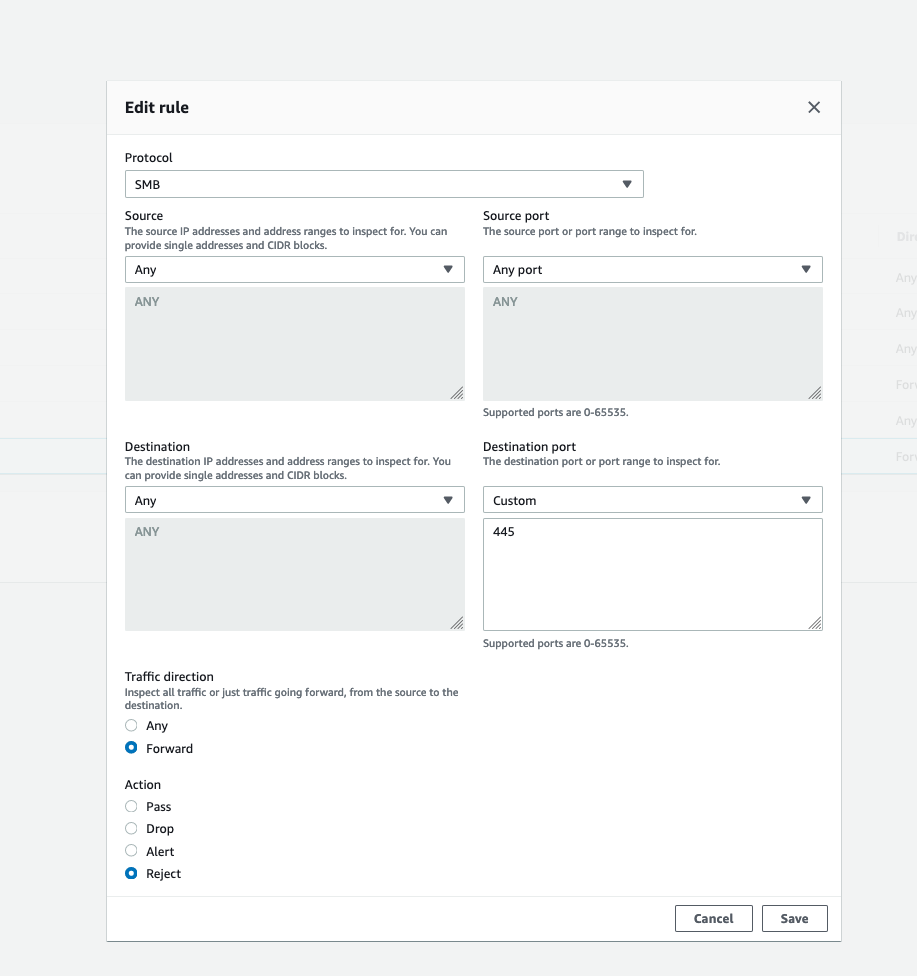 Edit rule
Protocol
SMB
Source
The source IP addresses and address ranges to inspect for. You can
provide single addresses and CIDR blocks.
Any
ANY
Source port
The source port or port range to inspect for.
Any port
ANY
Supported ports are 0-65535.
Destination
The destination IP addresses and address ranges to inspect for. You
can provide single addresses and CIDR blocks.
Any
ANY
Destination port
The destination port or port range to inspect for.
Custom
445
Supported ports are 0-65535.
Traffic direction
Inspect all traffic or just traffic going forward, from the source to the
destination.
Any
Forward
Action
Pass
Drop
Alert
Reject
Cancel
Save
Dir
Any
Any
Any
For
Any
For